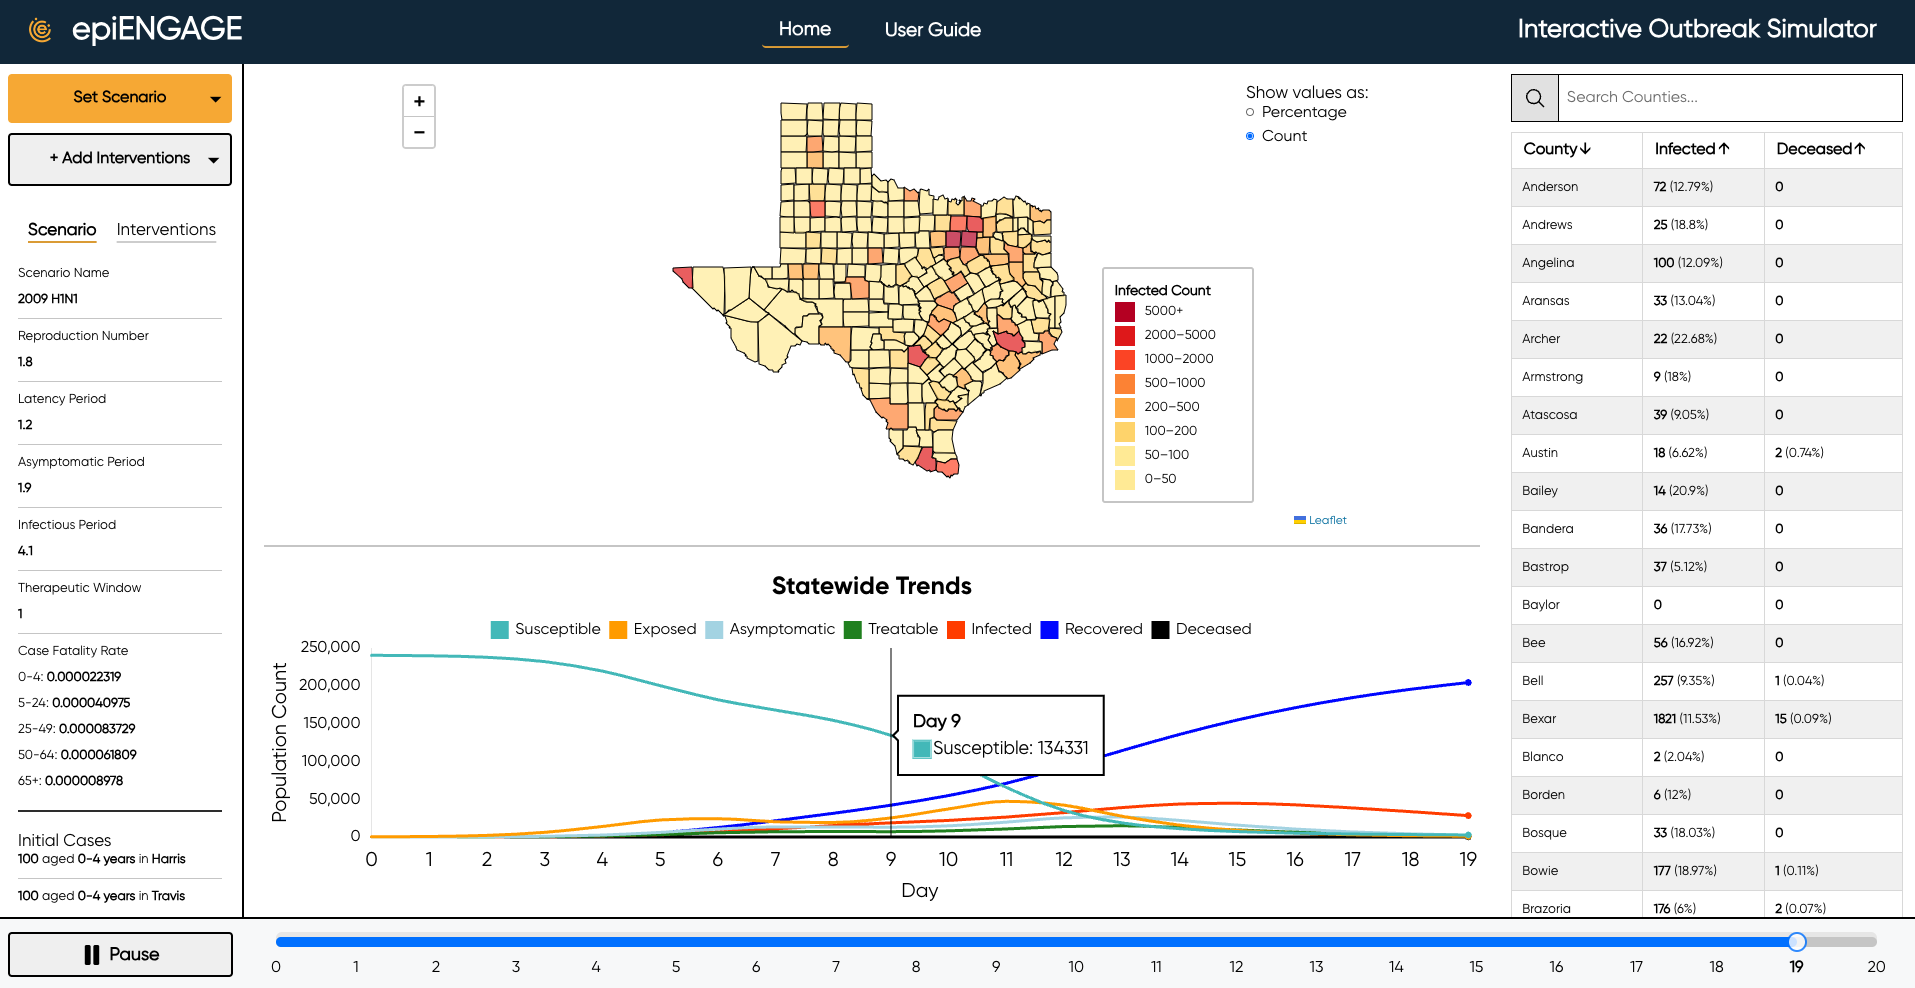 epiENGAGE
Home
User Guide
Interactive Outbreak Simulator
Set Scenario
+ Add Interventions
Scenario
Interventions
Scenario Name
2009 H1N1
Reproduction Number
1.8
Latency Period
1.2
Asymptomatic Period
1.9
Infectious Period
4.1
Therapeutic Window
1
Case Fatality Rate
0-4: 0.000022319
5-24: 0.000040975
25-49: 0.000083729
50-64: 0.000061809
65+: 0.000008978
Initial Cases
100 aged 0-4 years in Harris
100 aged 0-4 years in Travis
+
−
Show values as:
Percentage
Count
Infected Count
5000+
2000–5000
1000–2000
500–1000
200–500
100–200
50–100
0–50
Leaflet
Statewide Trends
Susceptible Exposed Asymptomatic Treatable Infected Recovered Deceased
Population Count
250,000
200,000
150,000
100,000
50,000
0
Day 9
Susceptible: 134331
0 1 2 3 4 5 6 7 8 9 10 11 12 13 14 15 16 17 18 19
Day
Search Counties...
County↓ Infected↑ Deceased↑
Anderson 72 (12.79%) 0
Andrews 25 (18.8%) 0
Angelina 100 (12.09%) 0
Aransas 33 (13.04%) 0
Archer 22 (22.68%) 0
Armstrong 9 (18%) 0
Atascosa 39 (9.05%) 0
Austin 18 (6.62%) 2 (0.74%)
Bailey 14 (20.9%) 0
Bandera 36 (17.73%) 0
Bastrop 37 (5.12%) 0
Baylor 0 0
Bee 56 (16.92%) 0
Bell 257 (9.35%) 1 (0.04%)
Bexar 1821 (11.53%) 15 (0.09%)
Blanco 2 (2.04%) 0
Borden 6 (12%) 0
Bosque 33 (18.03%) 0
Bowie 177 (18.97%) 1 (0.11%)
Brazoria 176 (6%) 2 (0.07%)
Pause
0 1 2 3 4 5 6 7 8 9 10 11 12 13 14 15 16 17 18 19 20